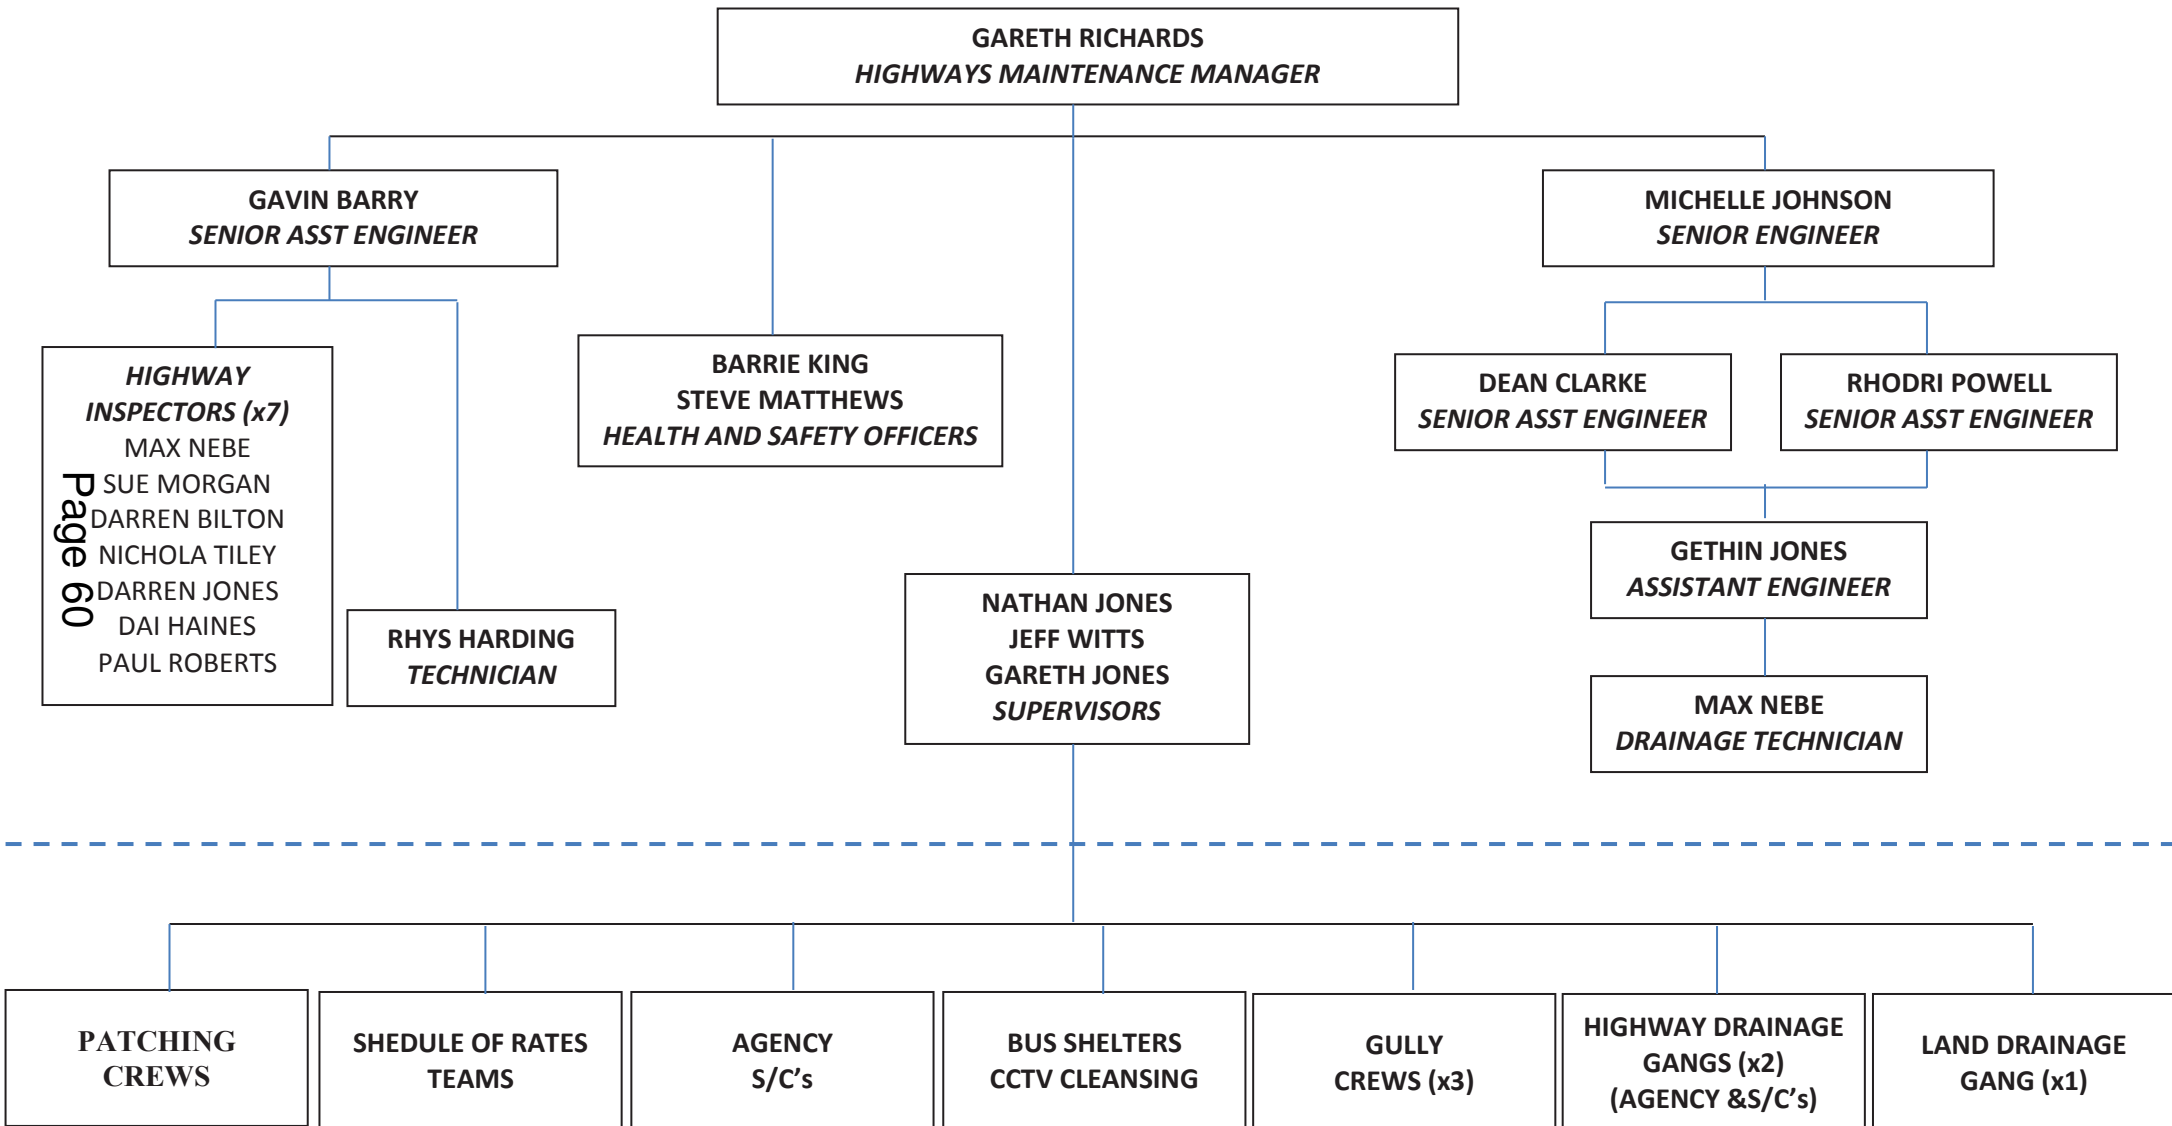 GARETH RICHARDS
HIGHWAYS MAINTENANCE MANAGER
GAVIN BARRY
SENIOR ASST ENGINEER
MICHELLE JOHNSON
SENIOR ENGINEER
HIGHWAY
INSPECTORS (x7)
MAX NEBE
SUE MORGAN
DARREN BILTON
NICHOLA TILEY
DARREN JONES
DAI HAINES
PAUL ROBERTS
Page 60
RHYS HARDING
TECHNICIAN
BARRIE KING
STEVE MATTHEWS
HEALTH AND SAFETY OFFICERS
NATHAN JONES
JEFF WITTS
GARETH JONES
SUPERVISORS
DEAN CLARKE
SENIOR ASST ENGINEER
RHODRI POWELL
SENIOR ASST ENGINEER
GETHIN JONES
ASSISTANT ENGINEER
MAX NEBE
DRAINAGE TECHNICIAN
PATCHING
CREWS
SHEDULE OF RATES
TEAMS
AGENCY
S/C’s
BUS SHELTERS
CCTV CLEANSING
GULLY
CREWS (x3)
HIGHWAY DRAINAGE
GANGS (x2)
(AGENCY &S/C’s)
LAND DRAINAGE
GANG (x1)